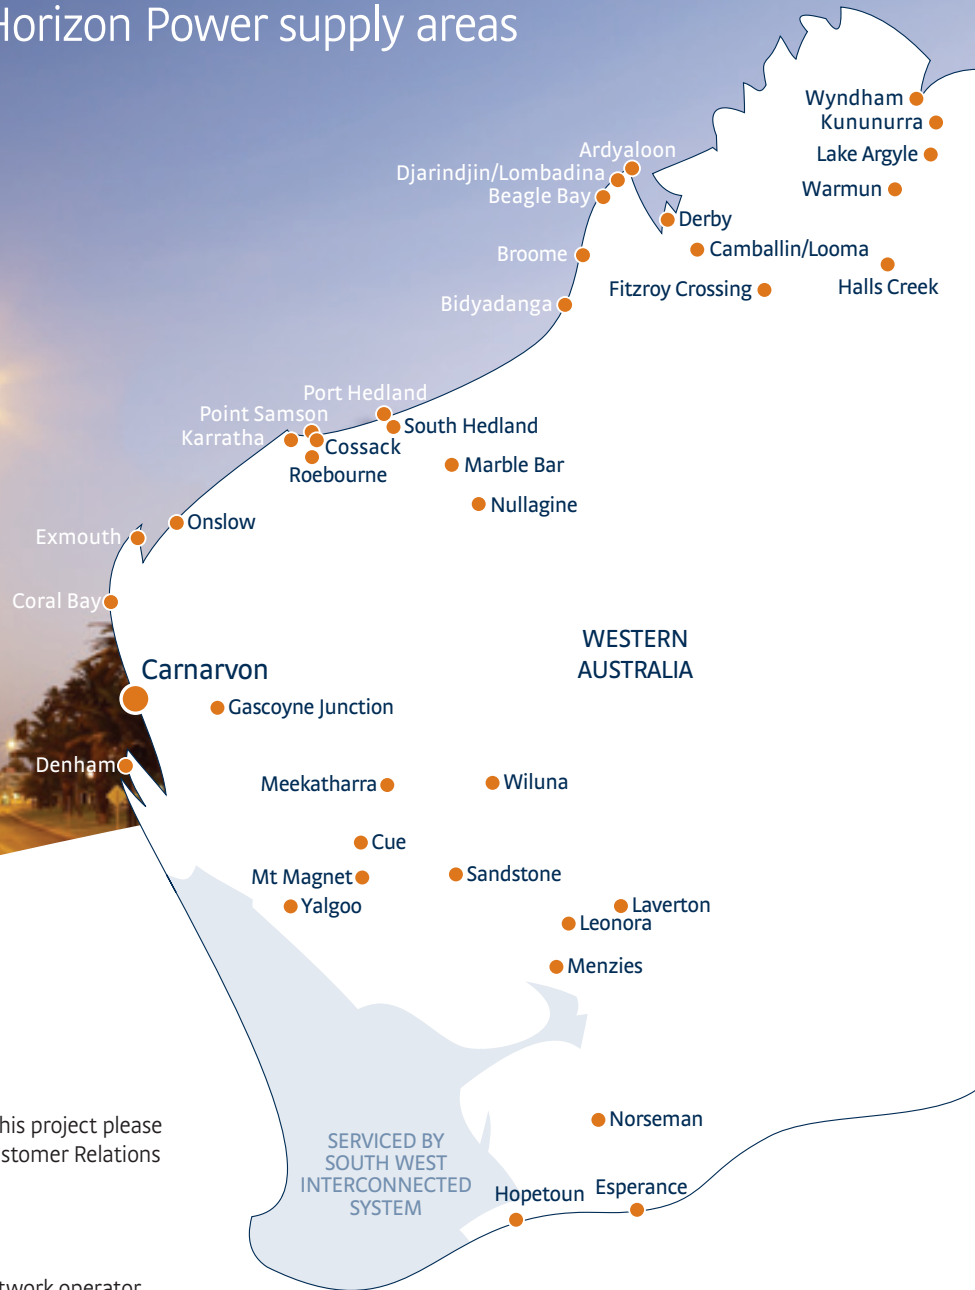 Horizon Power supply areas
Wyndham
Kununurra
Lake Argyle
Warmun
Ardyaloon
Djarindjin/Lombadina
Beagle Bay
Derby
Broome
Camballin/Looma
Halls Creek
Fitzroy Crossing
Bidyadanga
Port Hedland
Point Samson
South Hedland
Karratha
Cossack
Roebourne
Marble Bar
Nullagine
Onslow
Exmouth
Coral Bay
WESTERN
AUSTRALIA
Carnarvon
Gascoyne Junction
Denham
Meekatharra
Wiluna
Cue
Mt Magnet
Sandstone
Yalgoo
Laverton
Leonora
Menzies
Norseman
his project please
stomer Relations
SERVICED BY
SOUTH WEST
INTERCONNECTED
SYSTEM
Hopetoun
Esperance
twork operator